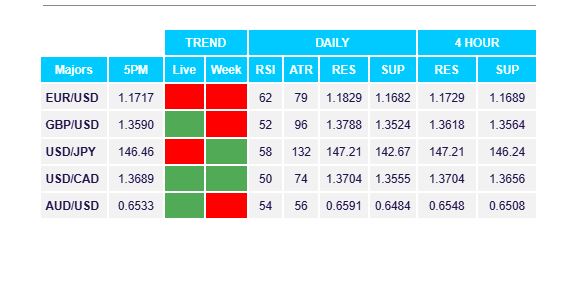 TREND DAILY 4 HOUR
Majors 5PM Live Week RSI ATR RES SUP RES SUP
EUR/USD 1.1717 62 79 1.1829 1.1682 1.1729 1.1689
GBP/USD 1.3590 52 96 1.3788 1.3524 1.3618 1.3564
USD/JPY 146.46 58 132 147.21 142.67 147.21 146.24
USD/CAD 1.3689 50 74 1.3704 1.3555 1.3704 1.3656
AUD/USD 0.6533 54 56 0.6591 0.6484 0.6548 0.6508